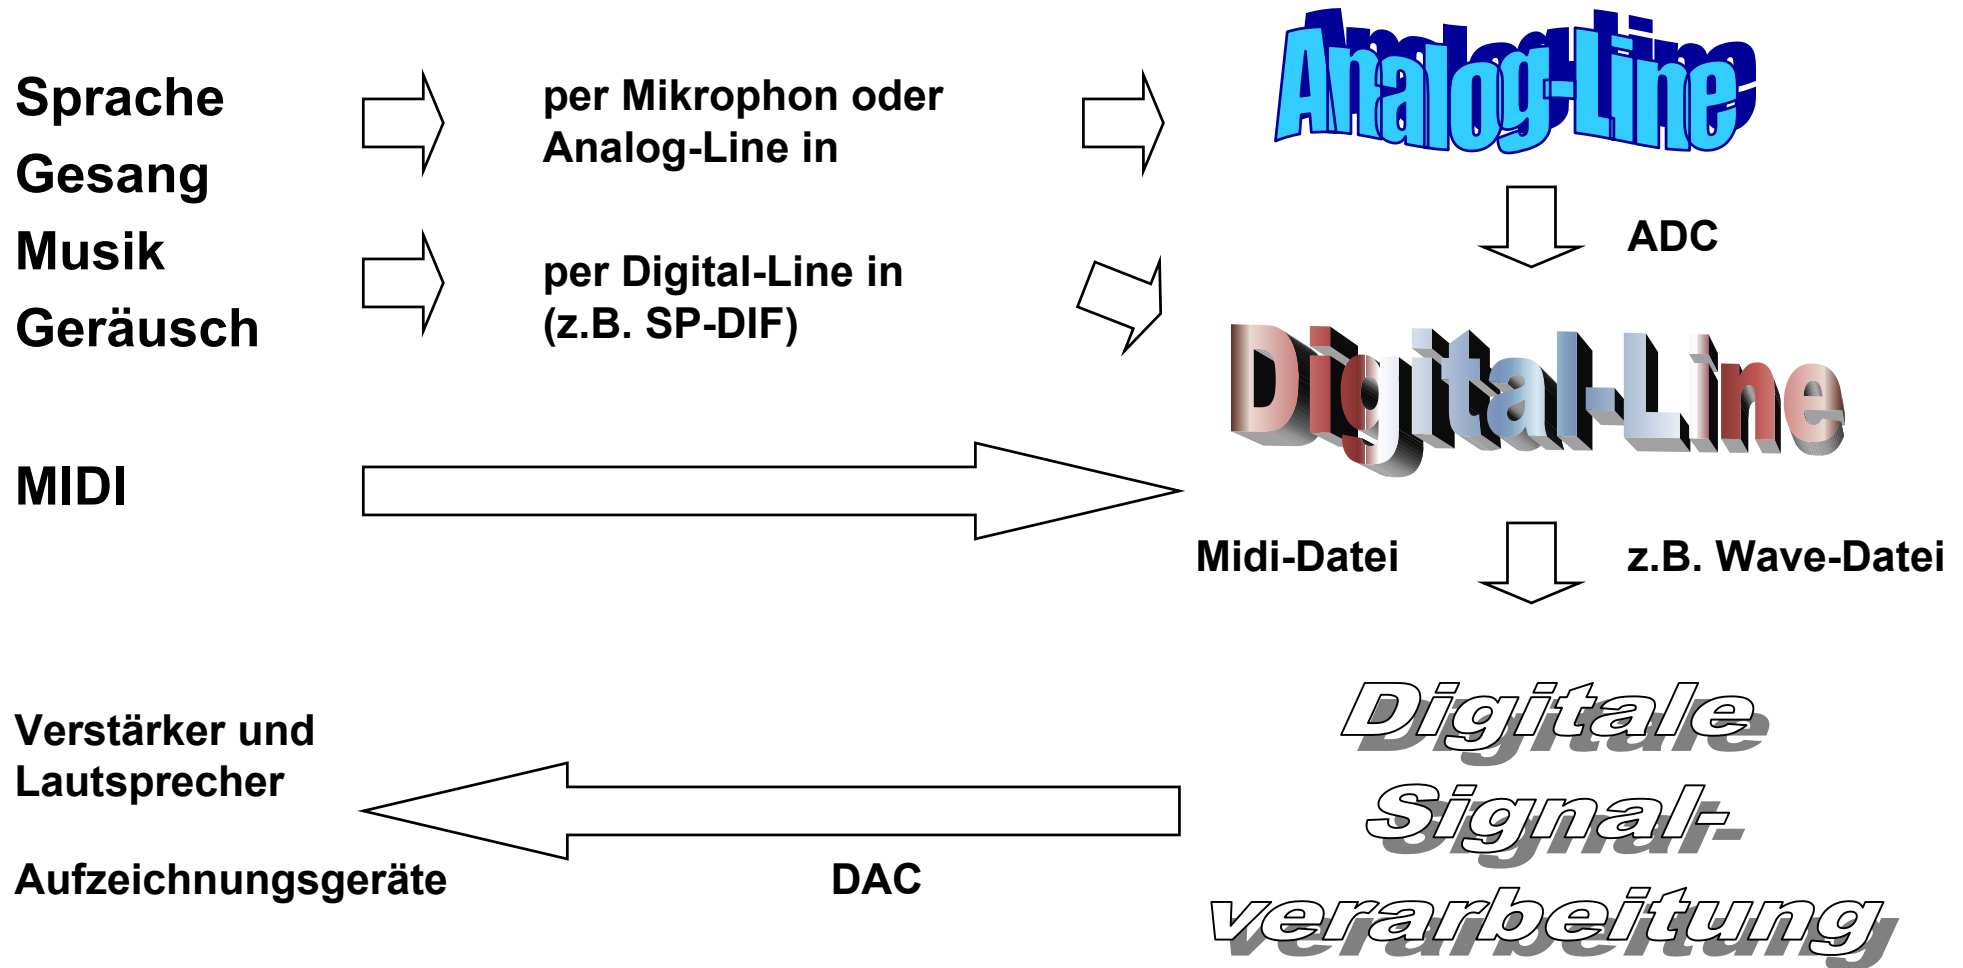 Sprache
Gesang
Musik
Geräusch
per Mikrophon oder
Analog-Line in
Analog-Line
ADC
per Digital-Line in
(z.B. SP-DIF)
Digital-Line
MIDI
Midi-Datei
z.B. Wave-Datei
Digitale
Signal-
verarbeitung
DAC
Verstärker und
Lautsprecher
Aufzeichnungsgeräte